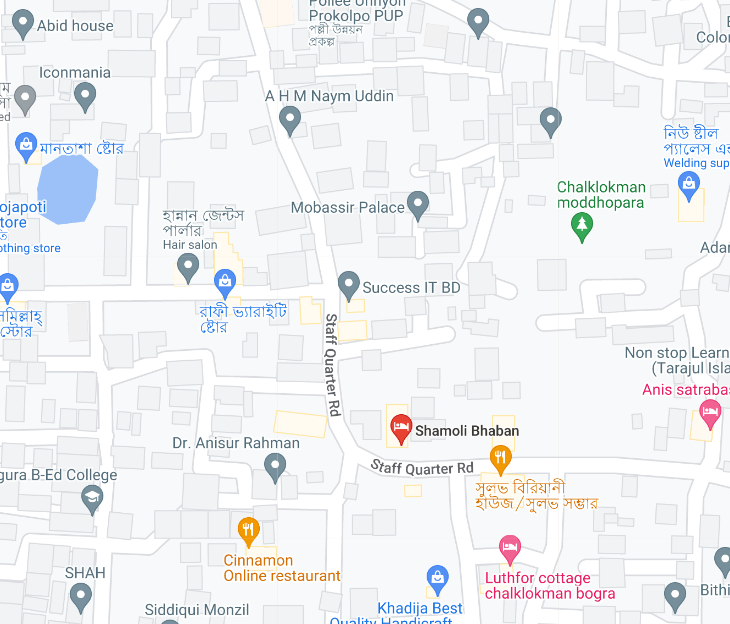 Pollee Unnyon
Prokolpo PUP
পল্লী উন্নয়ন
প্রকল্প
Abid house
Iconmania
A H M Naym Uddin
মানতাশা ষ্টোর
নিউ ষ্টীল
প্যালেস এন্ড
Welding sup
Chalklokman
moddhopara
ojapoti
tore
othing store
হান্নান জেন্টস
পার্লার
Hair salon
Mobassir Palace
Success IT BD
রাফী ভ্যারাইটি
ষ্টোর
স্টোর
Staff Quarter Rd
Non stop Learn
(Tarajul Isla
Anis satrabas
Shamoli Bhaban
Dr. Anisur Rahman
Staff Quarter Rd
gura B-Ed College
সুলভ বিরিয়ানী
হাউজ/সুলভ সম্ভার
Cinnamon
Online restaurant
SHAH
Luthfor cottage
chalklokman bogra
Khadija Best
Quality Handicraft
Siddiqui Monzil
Bithi
Colon
Adar